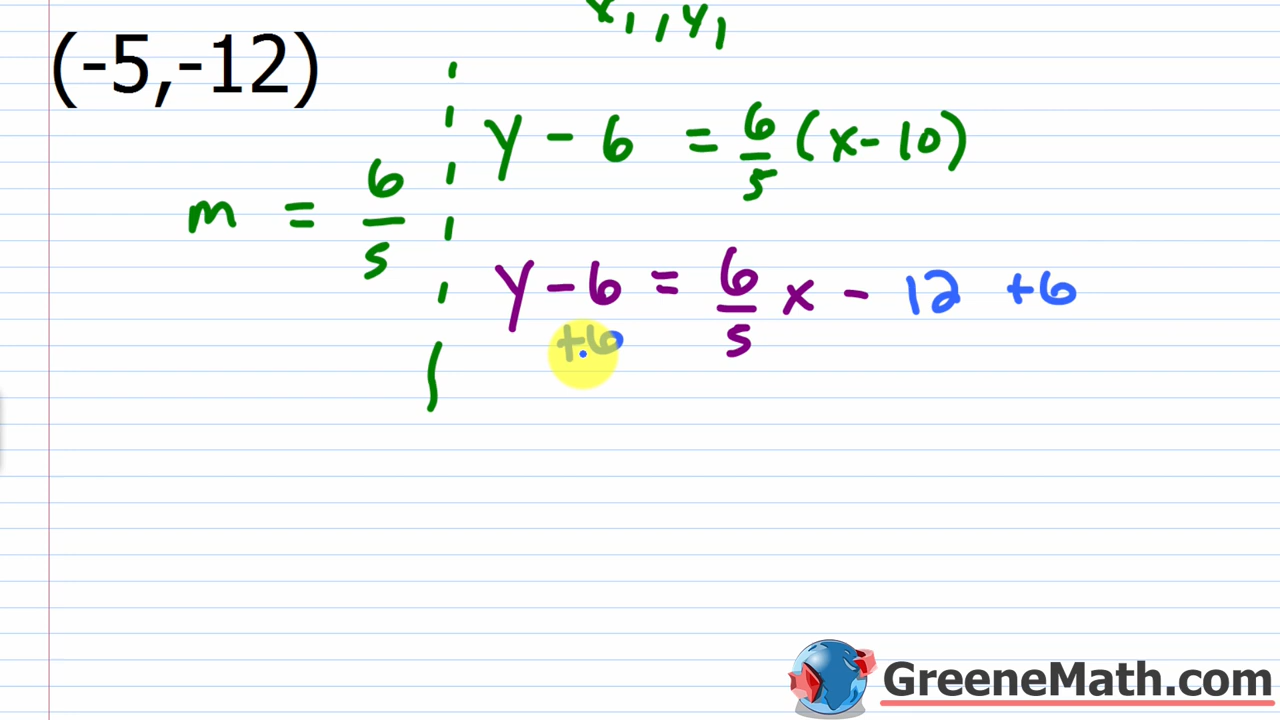 x₁, y₁
(-5,-12)
y - 6 = 6/5 (x - 10)
m = 6/5
y - 6 = 6/5 x - 12 +6
+6
GreeneMath.com